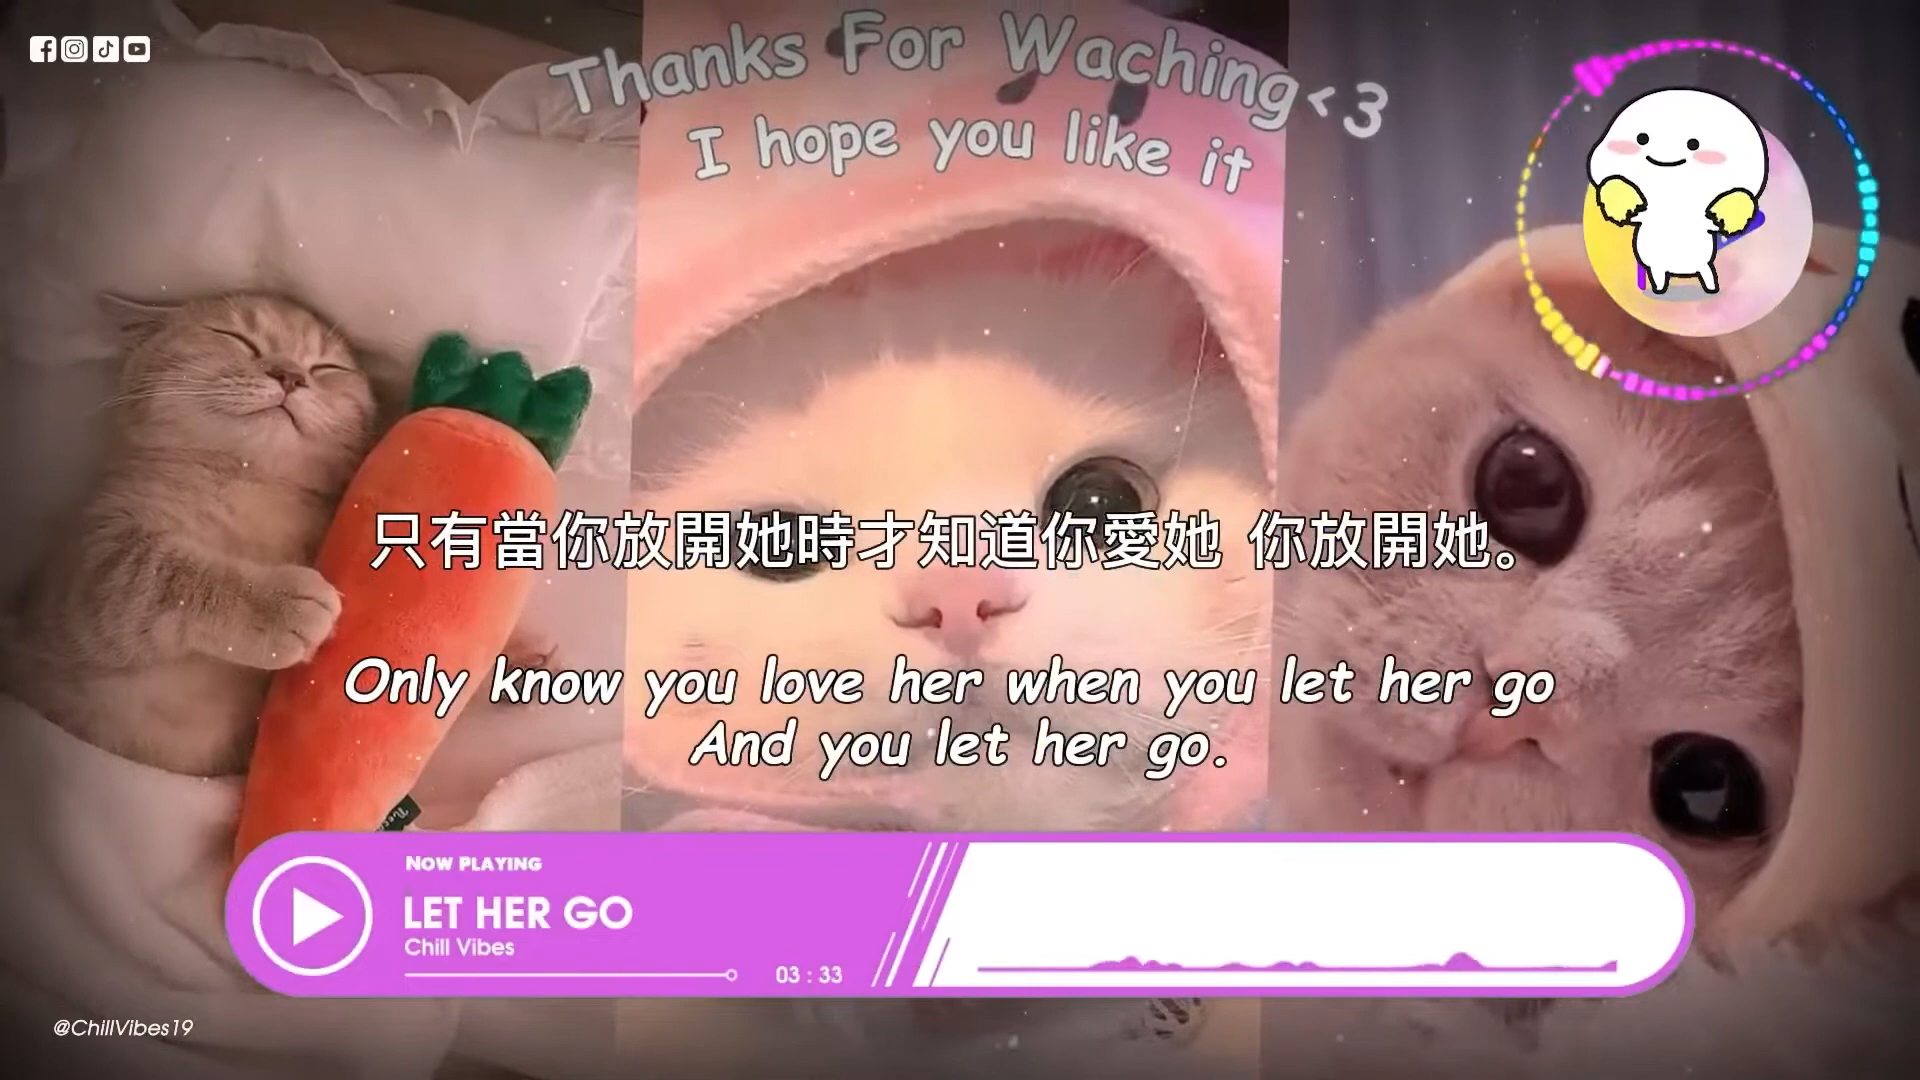 Thanks For Waching<3
I hope you like it
只有當你放開她時才知道你愛她 你放開她。
Only know you love her when you let her go
And you let her go.
NOW PLAYING
LET HER GO
Chill Vibes
03 : 33
@ChillVibes19